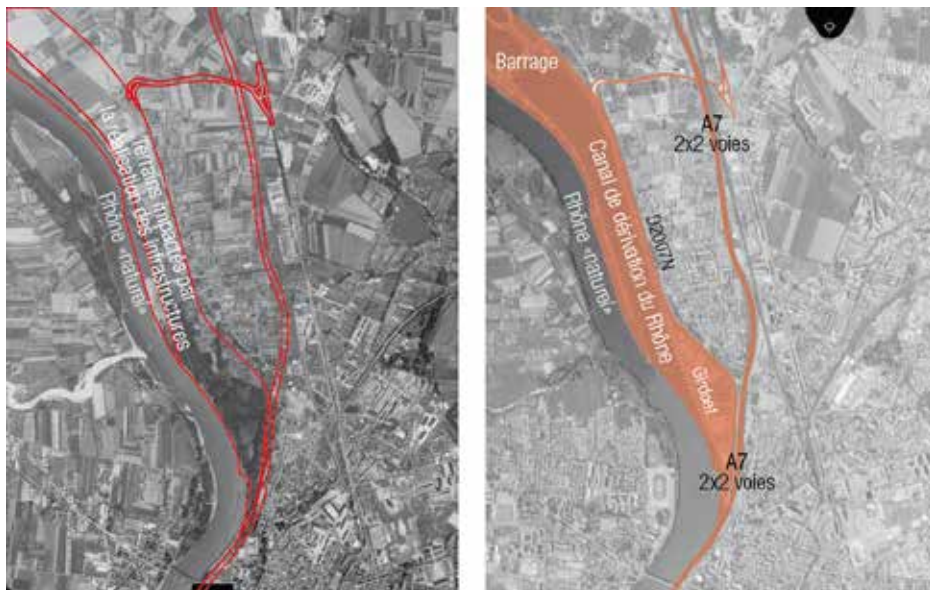 terrains impactés par
la réalisation des infrastructures
Rhône «naturel»
Barrage
A7
2x2 voies
Canal de dérivation du Rhône
D2007N
Rhône «naturel»
Girdoet
A7
2x2 voies